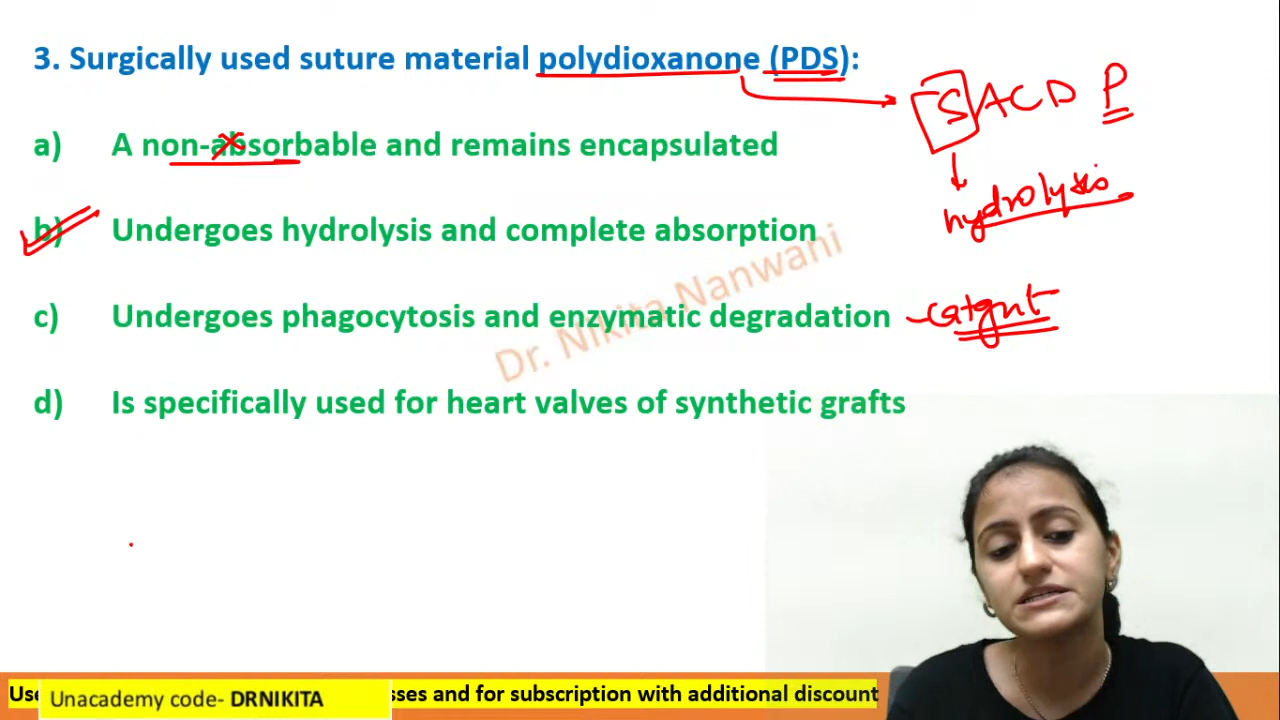 3. Surgically used suture material polydioxanone (PDS):
SACD P
a) A non-absorbable and remains encapsulated
hydrolysis
b) Undergoes hydrolysis and complete absorption
c) Undergoes phagocytosis and enzymatic degradation
catgut
Dr. Nikita Nanwani
d) Is specifically used for heart valves of synthetic grafts
Unacademy code- DRNIKITA
and for subscription with additional discount